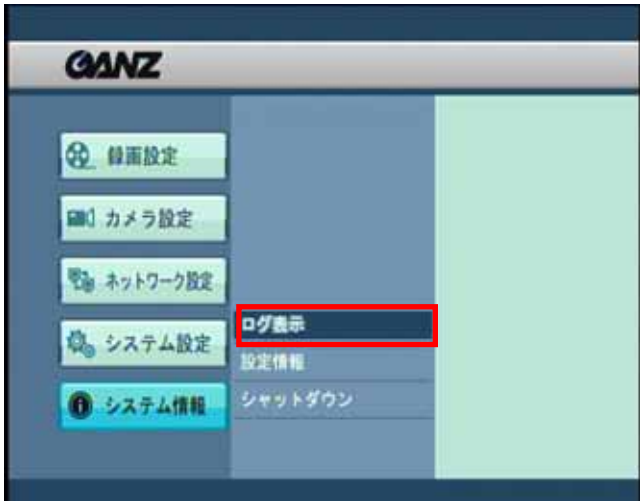 GANZ
録画設定
カメラ設定
ネットワーク設定
システム設定
システム情報
ログ表示
設定情報
シャットダウン